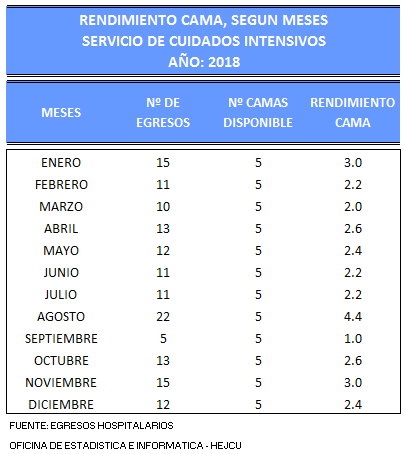 RENDIMIENTO CAMA, SEGUN MESES
SERVICIO DE CUIDADOS INTENSIVOS
AÑO: 2018
MESES Nº DE EGRESOS Nº CAMAS DISPONIBLE RENDIMIENTO CAMA
ENERO 15 5 3.0
FEBRERO 11 5 2.2
MARZO 10 5 2.0
ABRIL 13 5 2.6
MAYO 12 5 2.4
JUNIO 11 5 2.2
JULIO 11 5 2.2
AGOSTO 22 5 4.4
SEPTIEMBRE 5 5 1.0
OCTUBRE 13 5 2.6
NOVIEMBRE 15 5 3.0
DICIEMBRE 12 5 2.4
FUENTE: EGRESOS HOSPITALARIOS
OFICINA DE ESTADISTICA E INFORMATICA - HEJCU